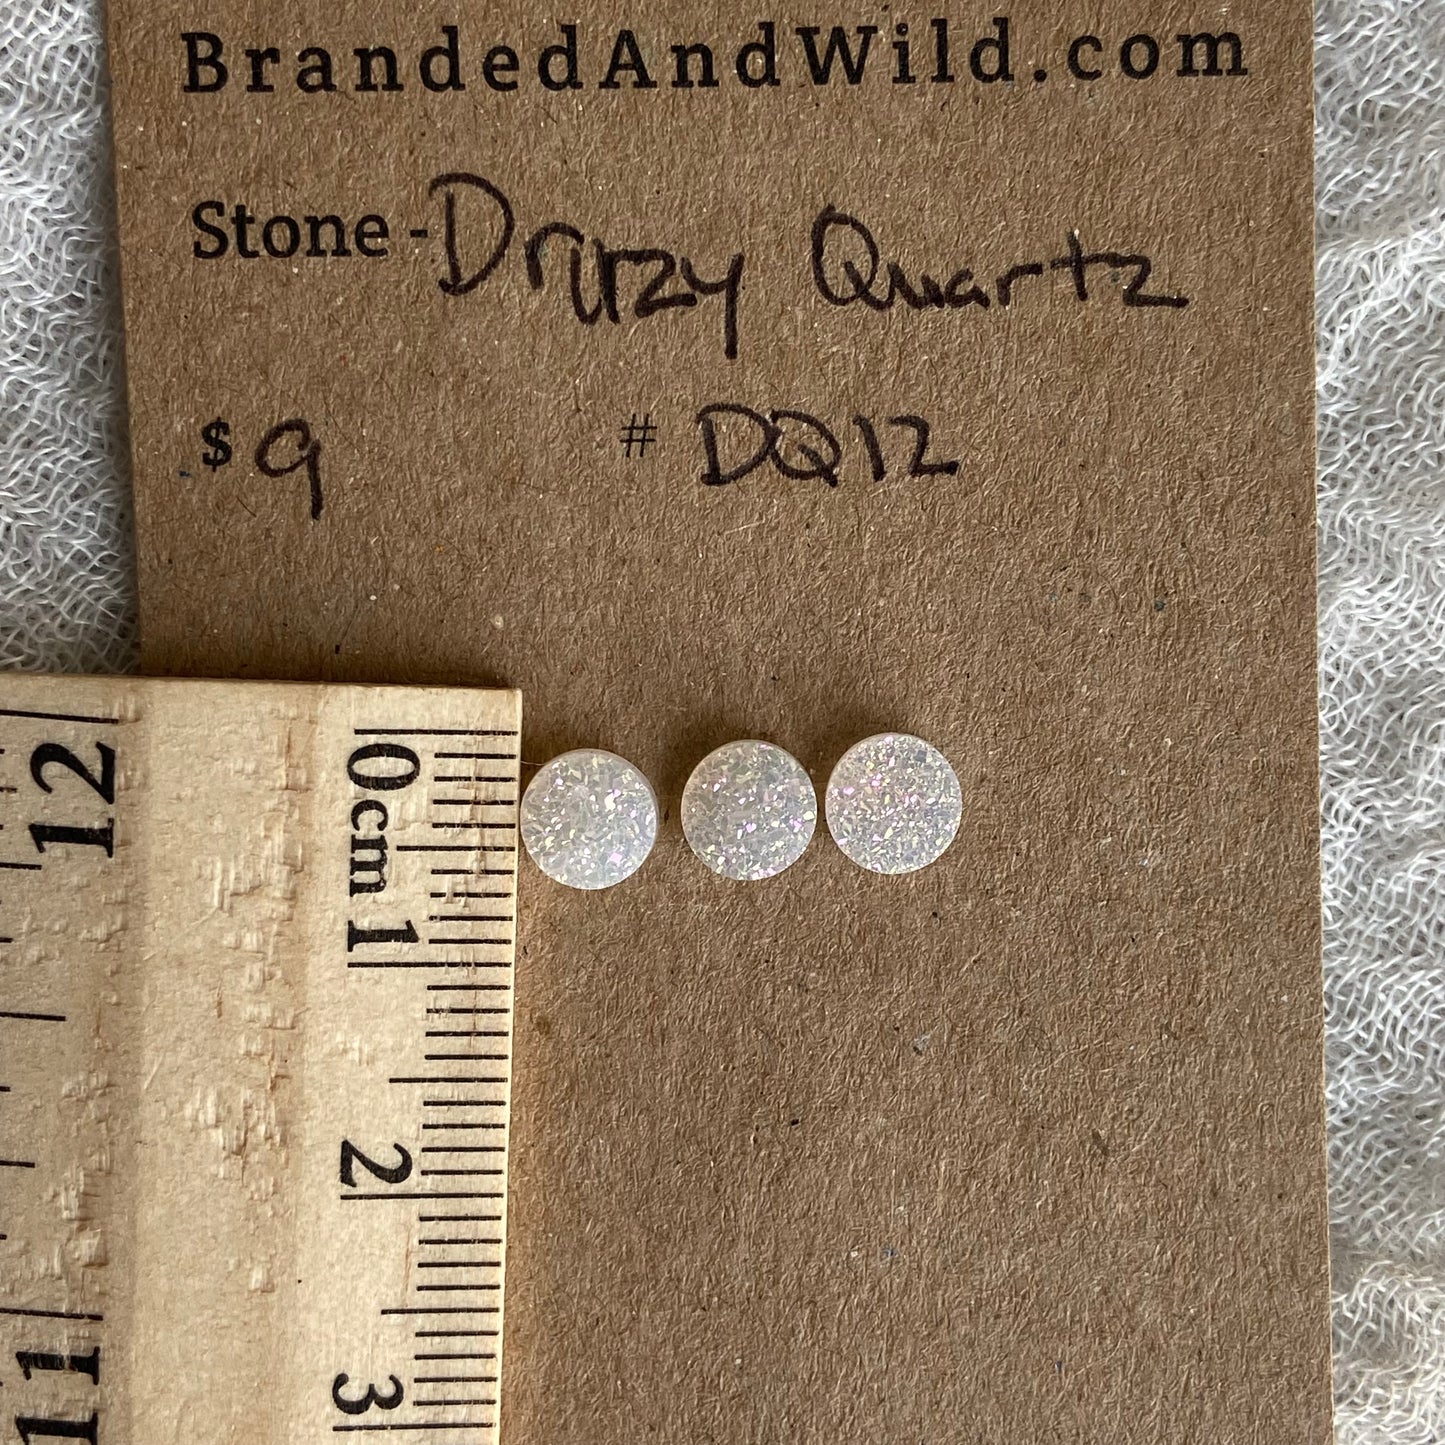 BrandedAndWild.com
Stone - Druzy Quartz
$ 9 # DQ12
12
0cm 1
2
11
3